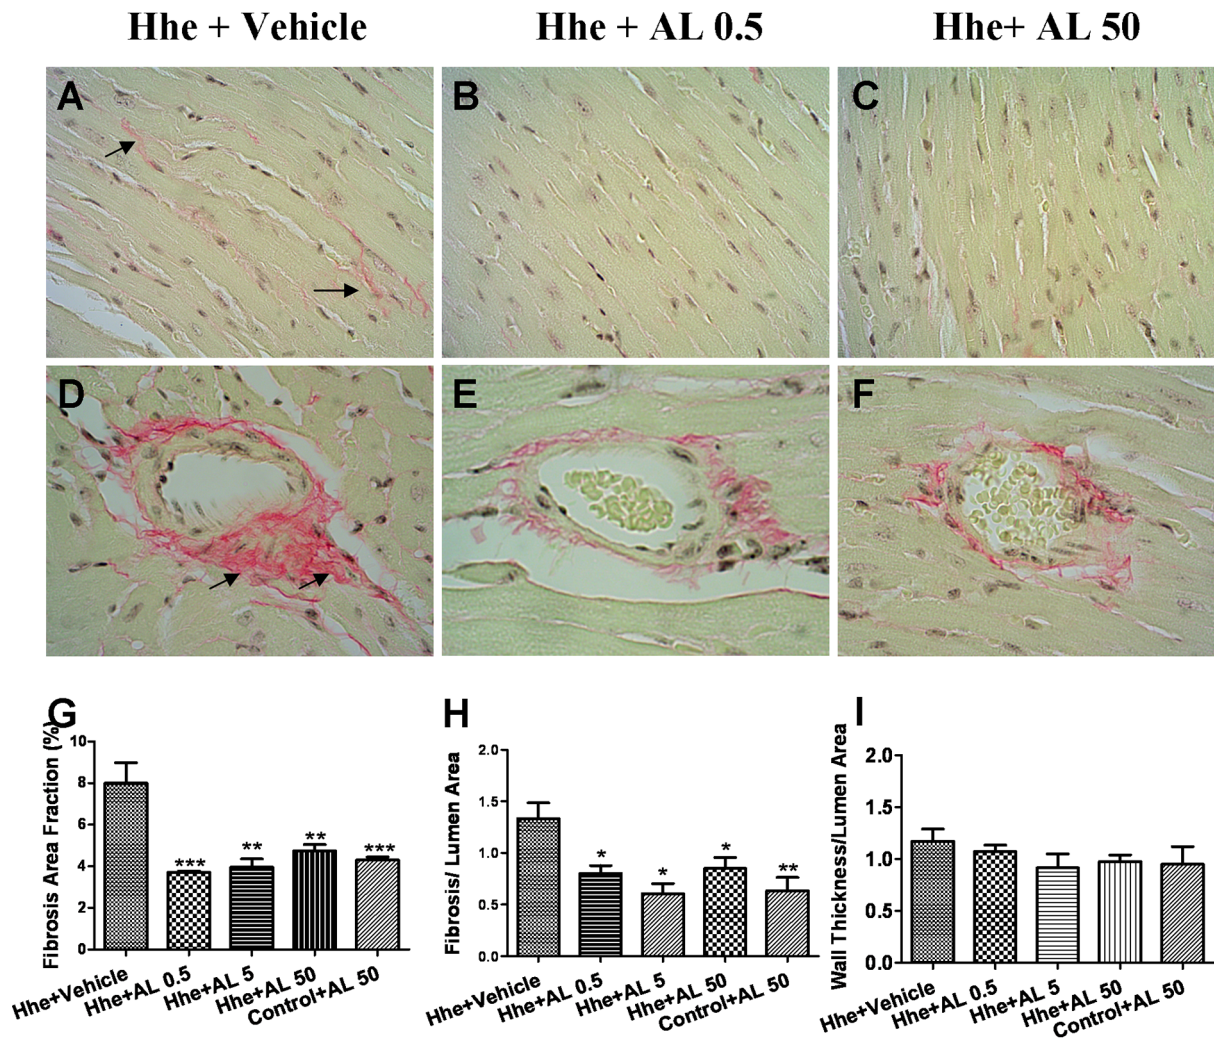 Hhe + Vehicle
Hhe + AL 0.5
Hhe+ AL 50
A
B
C
D
E
F
G
Fibrosis Area Fraction (%)
10
8
6
4
2
0
***
**
**
***
Hhe+Vehicle
Hhe+AL 0.5
Hhe+AL 5
Hhe+AL 50
Control+AL 50
H
Fibrosis/ Lumen Area
2.0
1.5
1.0
0.5
0.0
*
*
*
**
Hhe+Vehicle
Hhe+AL 0.5
Hhe+AL 5
Hhe+AL 50
Control+AL 50
I
Wall Thickness/Lumen Area
2.0
1.5
1.0
0.5
0.0
Hhe+Vehicle
Hhe+AL 0.5
Hhe+AL 5
Hhe+AL 50
Control+AL 50